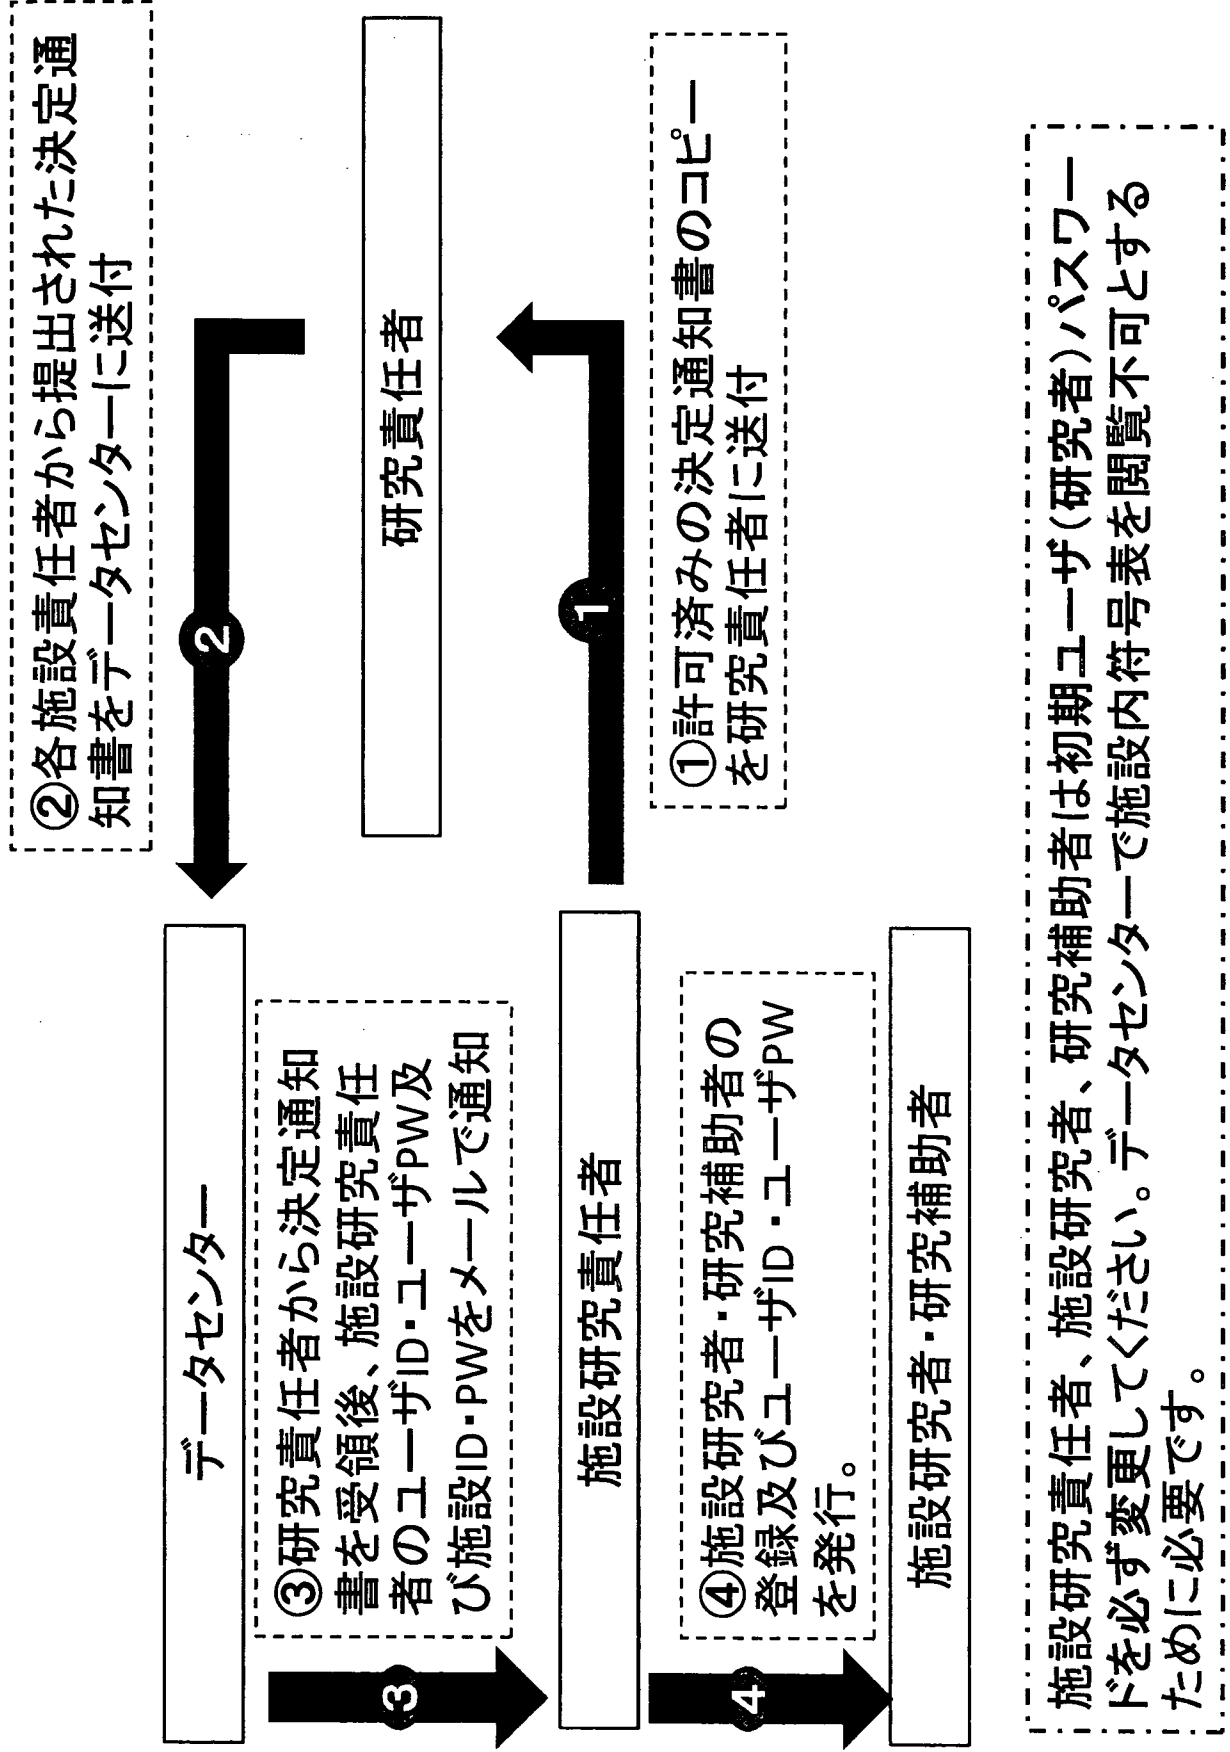 データセンター
②各施設責任者から提出された決定通
知書をデータセンターに送付
2
③研究責任者から決定通知
書を受領後、施設研究責任
者のユーザID・ユーザPW及
び施設ID・PWをメールで通知
3
研究責任者
施設研究責任者
1
①許可済みの決定通知書のコピー
を研究責任者に送付
④施設研究者・研究補助者の
登録及びユーザID・ユーザPW
を発行。
4
施設研究者・研究補助者
施設研究責任者、施設研究者、研究補助者は初期ユーザ（研究者）パスワー
ドを必ず変更してください。データセンターで施設内符号表を閲覧不可とする
ために必要です。